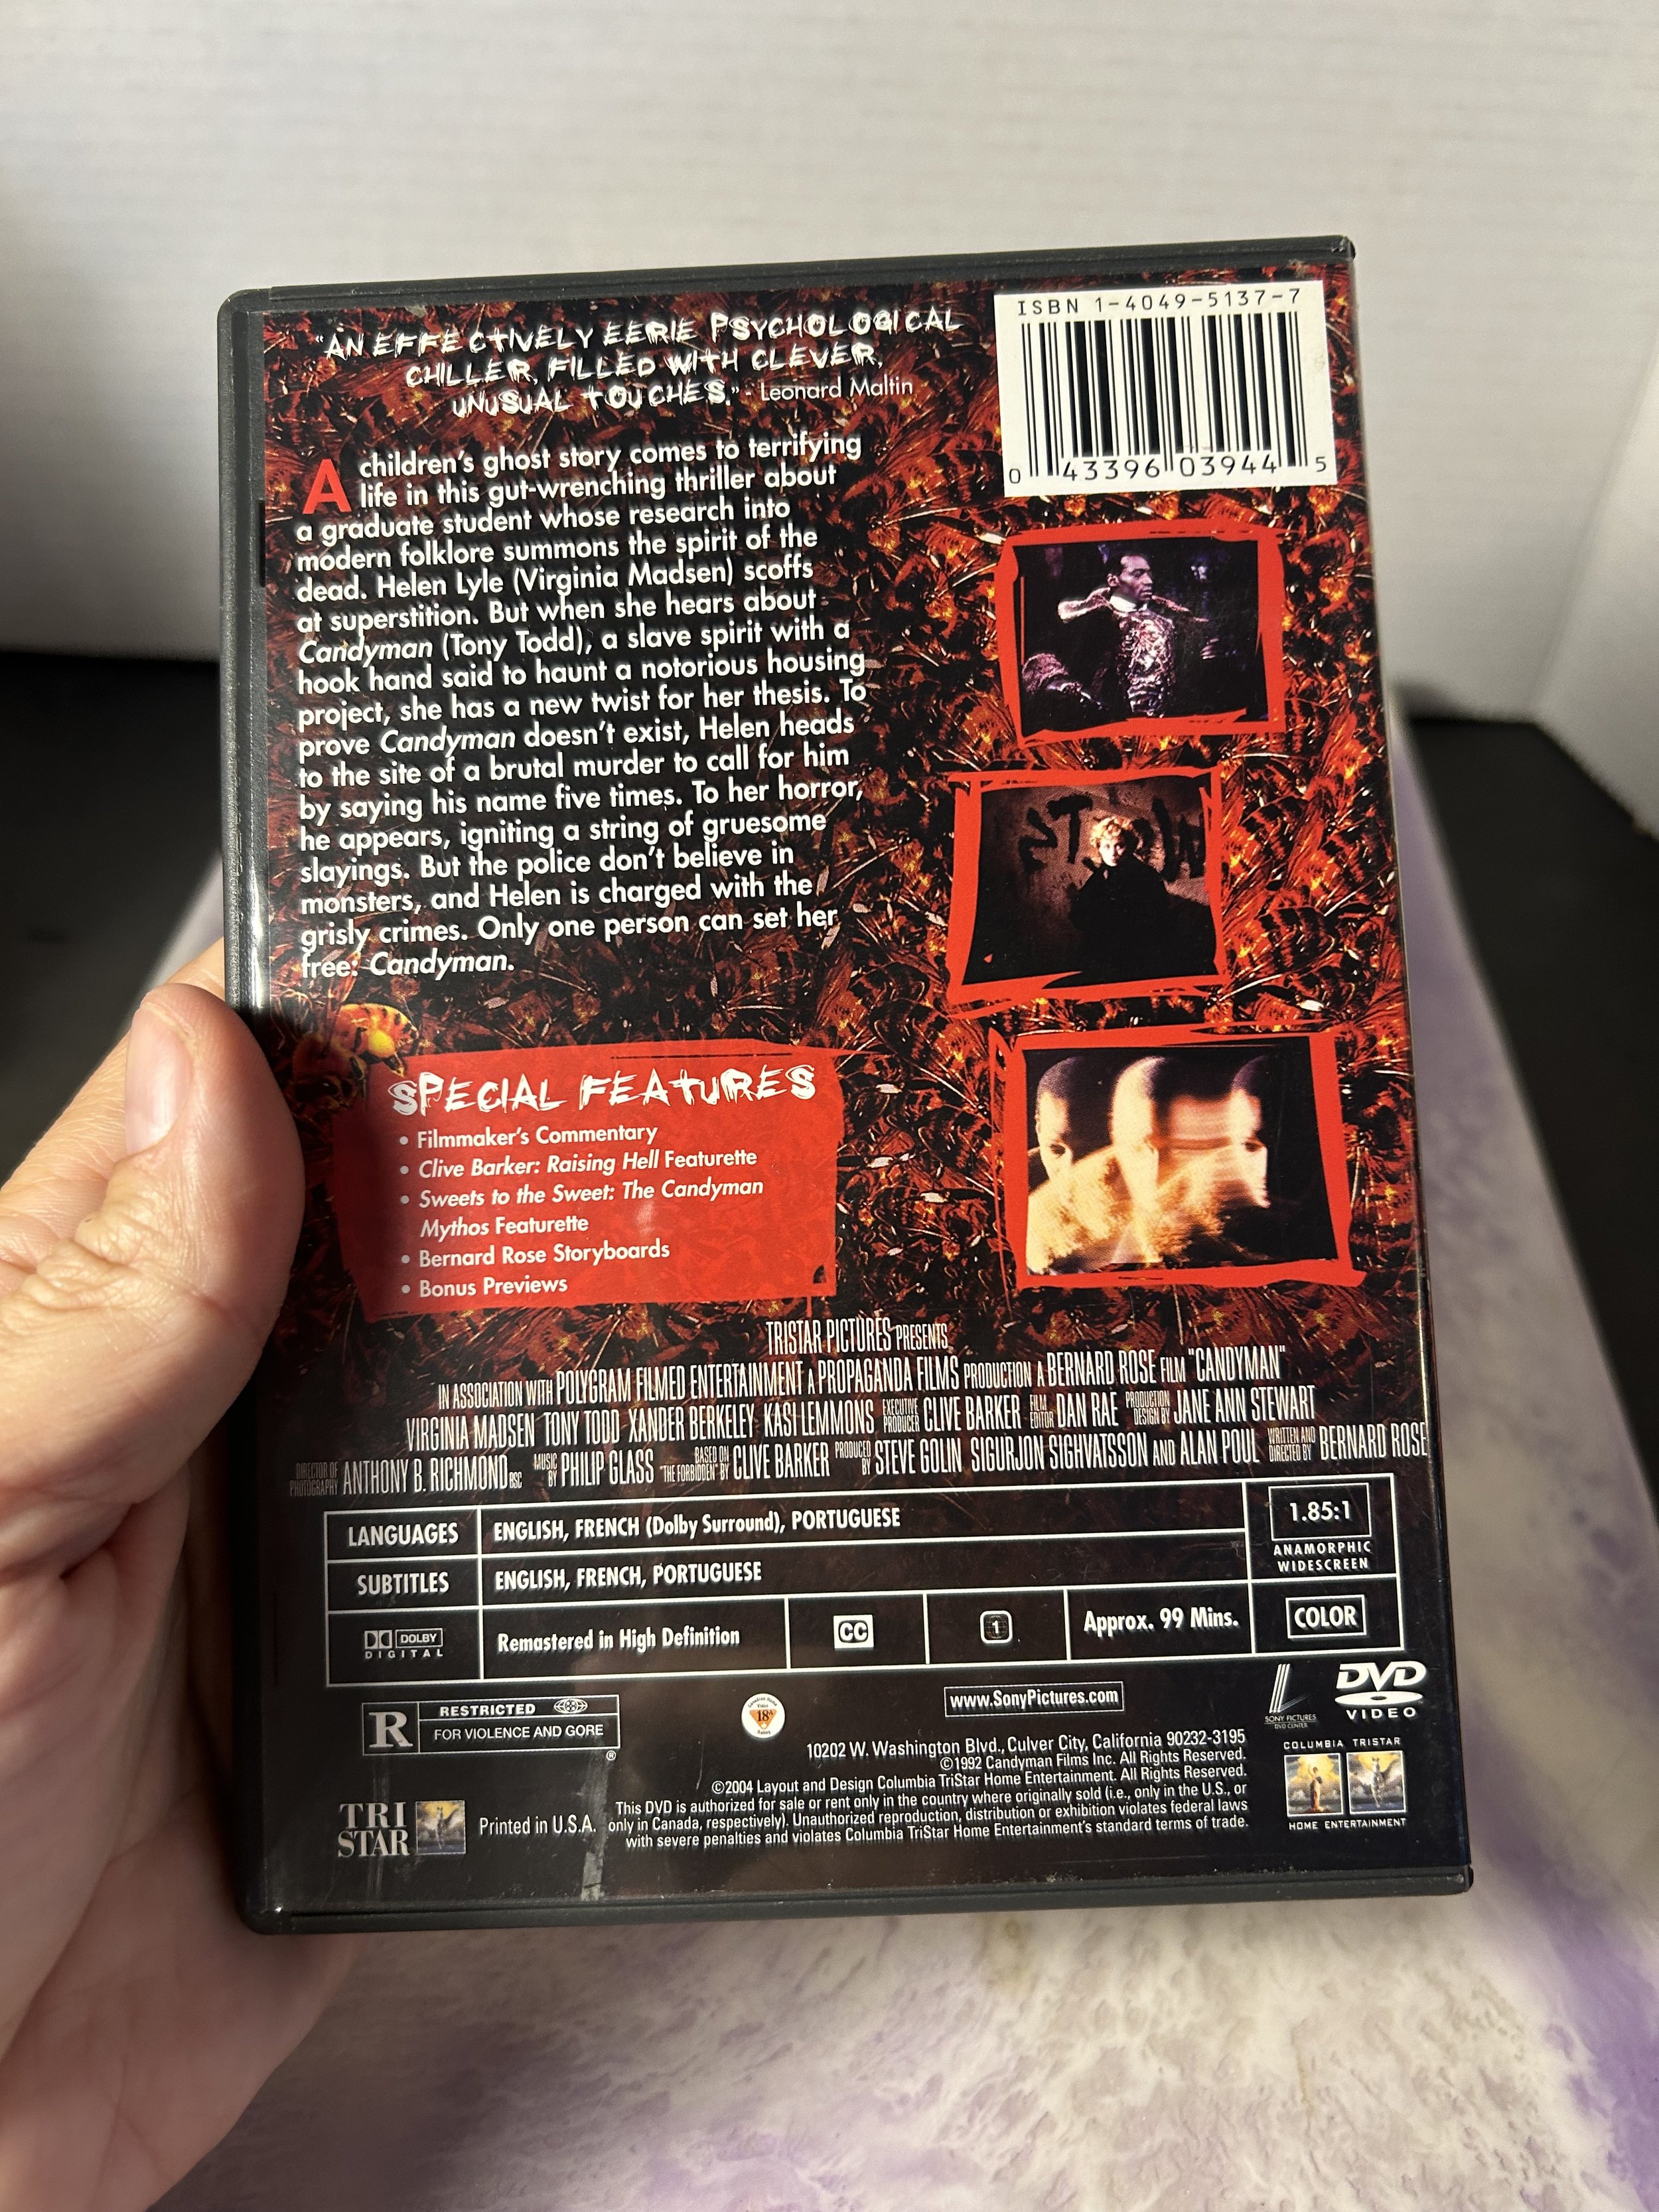 "AN EFFECTIVELY EERIE PSYCHOLOGICAL
CHILLER, FILLED WITH CLEVER,
UNUSUAL TOUCHES." - Leonard Maltin
ISBN 1-4049-5137-7
0 43396 03944 5
A children's ghost story comes to terrifying
life in this gut-wrenching thriller about
a graduate student whose research into
modern folklore summons the spirit of the
dead. Helen Lyle (Virginia Madsen) scoffs
at superstition. But when she hears about
Candyman (Tony Todd), a slave spirit with a
hook hand said to haunt a notorious housing
project, she has a new twist for her thesis. To
prove Candyman doesn't exist, Helen heads
to the site of a brutal murder to call for him
by saying his name five times. To her horror,
he appears, igniting a string of gruesome
slayings. But the police don't believe in
monsters, and Helen is charged with the
grisly crimes. Only one person can set her
free: Candyman.
SPECIAL FEATURES
• Filmmaker's Commentary
• Clive Barker: Raising Hell Featurette
• Sweets to the Sweet: The Candyman
Mythos Featurette
• Bernard Rose Storyboards
• Bonus Previews
TRISTAR PICTURES PRESENTS
IN ASSOCIATION WITH POLYGRAM FILMED ENTERTAINMENT A PROPAGANDA FILMS PRODUCTION A BERNARD ROSE FILM "CANDYMAN"
VIRGINIA MADSEN TONY TODD XANDER BERKELEY KASI LEMMONS EXECUTIVE PRODUCER CLIVE BARKER FILM EDITOR DAN RAE PRODUCTION DESIGN BY JANE ANN STEWART
DIRECTOR OF PHOTOGRAPHY ANTHONY B. RICHMOND BSC MUSIC BY PHILIP GLASS BASED ON "THE FORBIDDEN" BY CLIVE BARKER PRODUCED BY STEVE GOLIN SIGURJON SIGHVATSSON AND ALAN POUL WRITTEN AND DIRECTED BY BERNARD ROSE
LANGUAGES ENGLISH, FRENCH (Dolby Surround), PORTUGUESE
SUBTITLES ENGLISH, FRENCH, PORTUGUESE
1.85:1
ANAMORPHIC
WIDESCREEN
DOLBY
DIGITAL
Remastered in High Definition CC 1 Approx. 99 Mins. COLOR
R RESTRICTED
FOR VIOLENCE AND GORE
®
18A
www.SonyPictures.com
SONY PICTURES
DVD CENTER
DVD
VIDEO
10202 W. Washington Blvd., Culver City, California 90232-3195
©1992 Candyman Films Inc. All Rights Reserved.
©2004 Layout and Design Columbia TriStar Home Entertainment. All Rights Reserved.
This DVD is authorized for sale or rent only in the country where originally sold (i.e., only in the U.S., or
only in Canada, respectively). Unauthorized reproduction, distribution or exhibition violates federal laws
with severe penalties and violates Columbia TriStar Home Entertainment's standard terms of trade.
TRI
STAR
Printed in U.S.A.
COLUMBIA TRISTAR
HOME ENTERTAINMENT